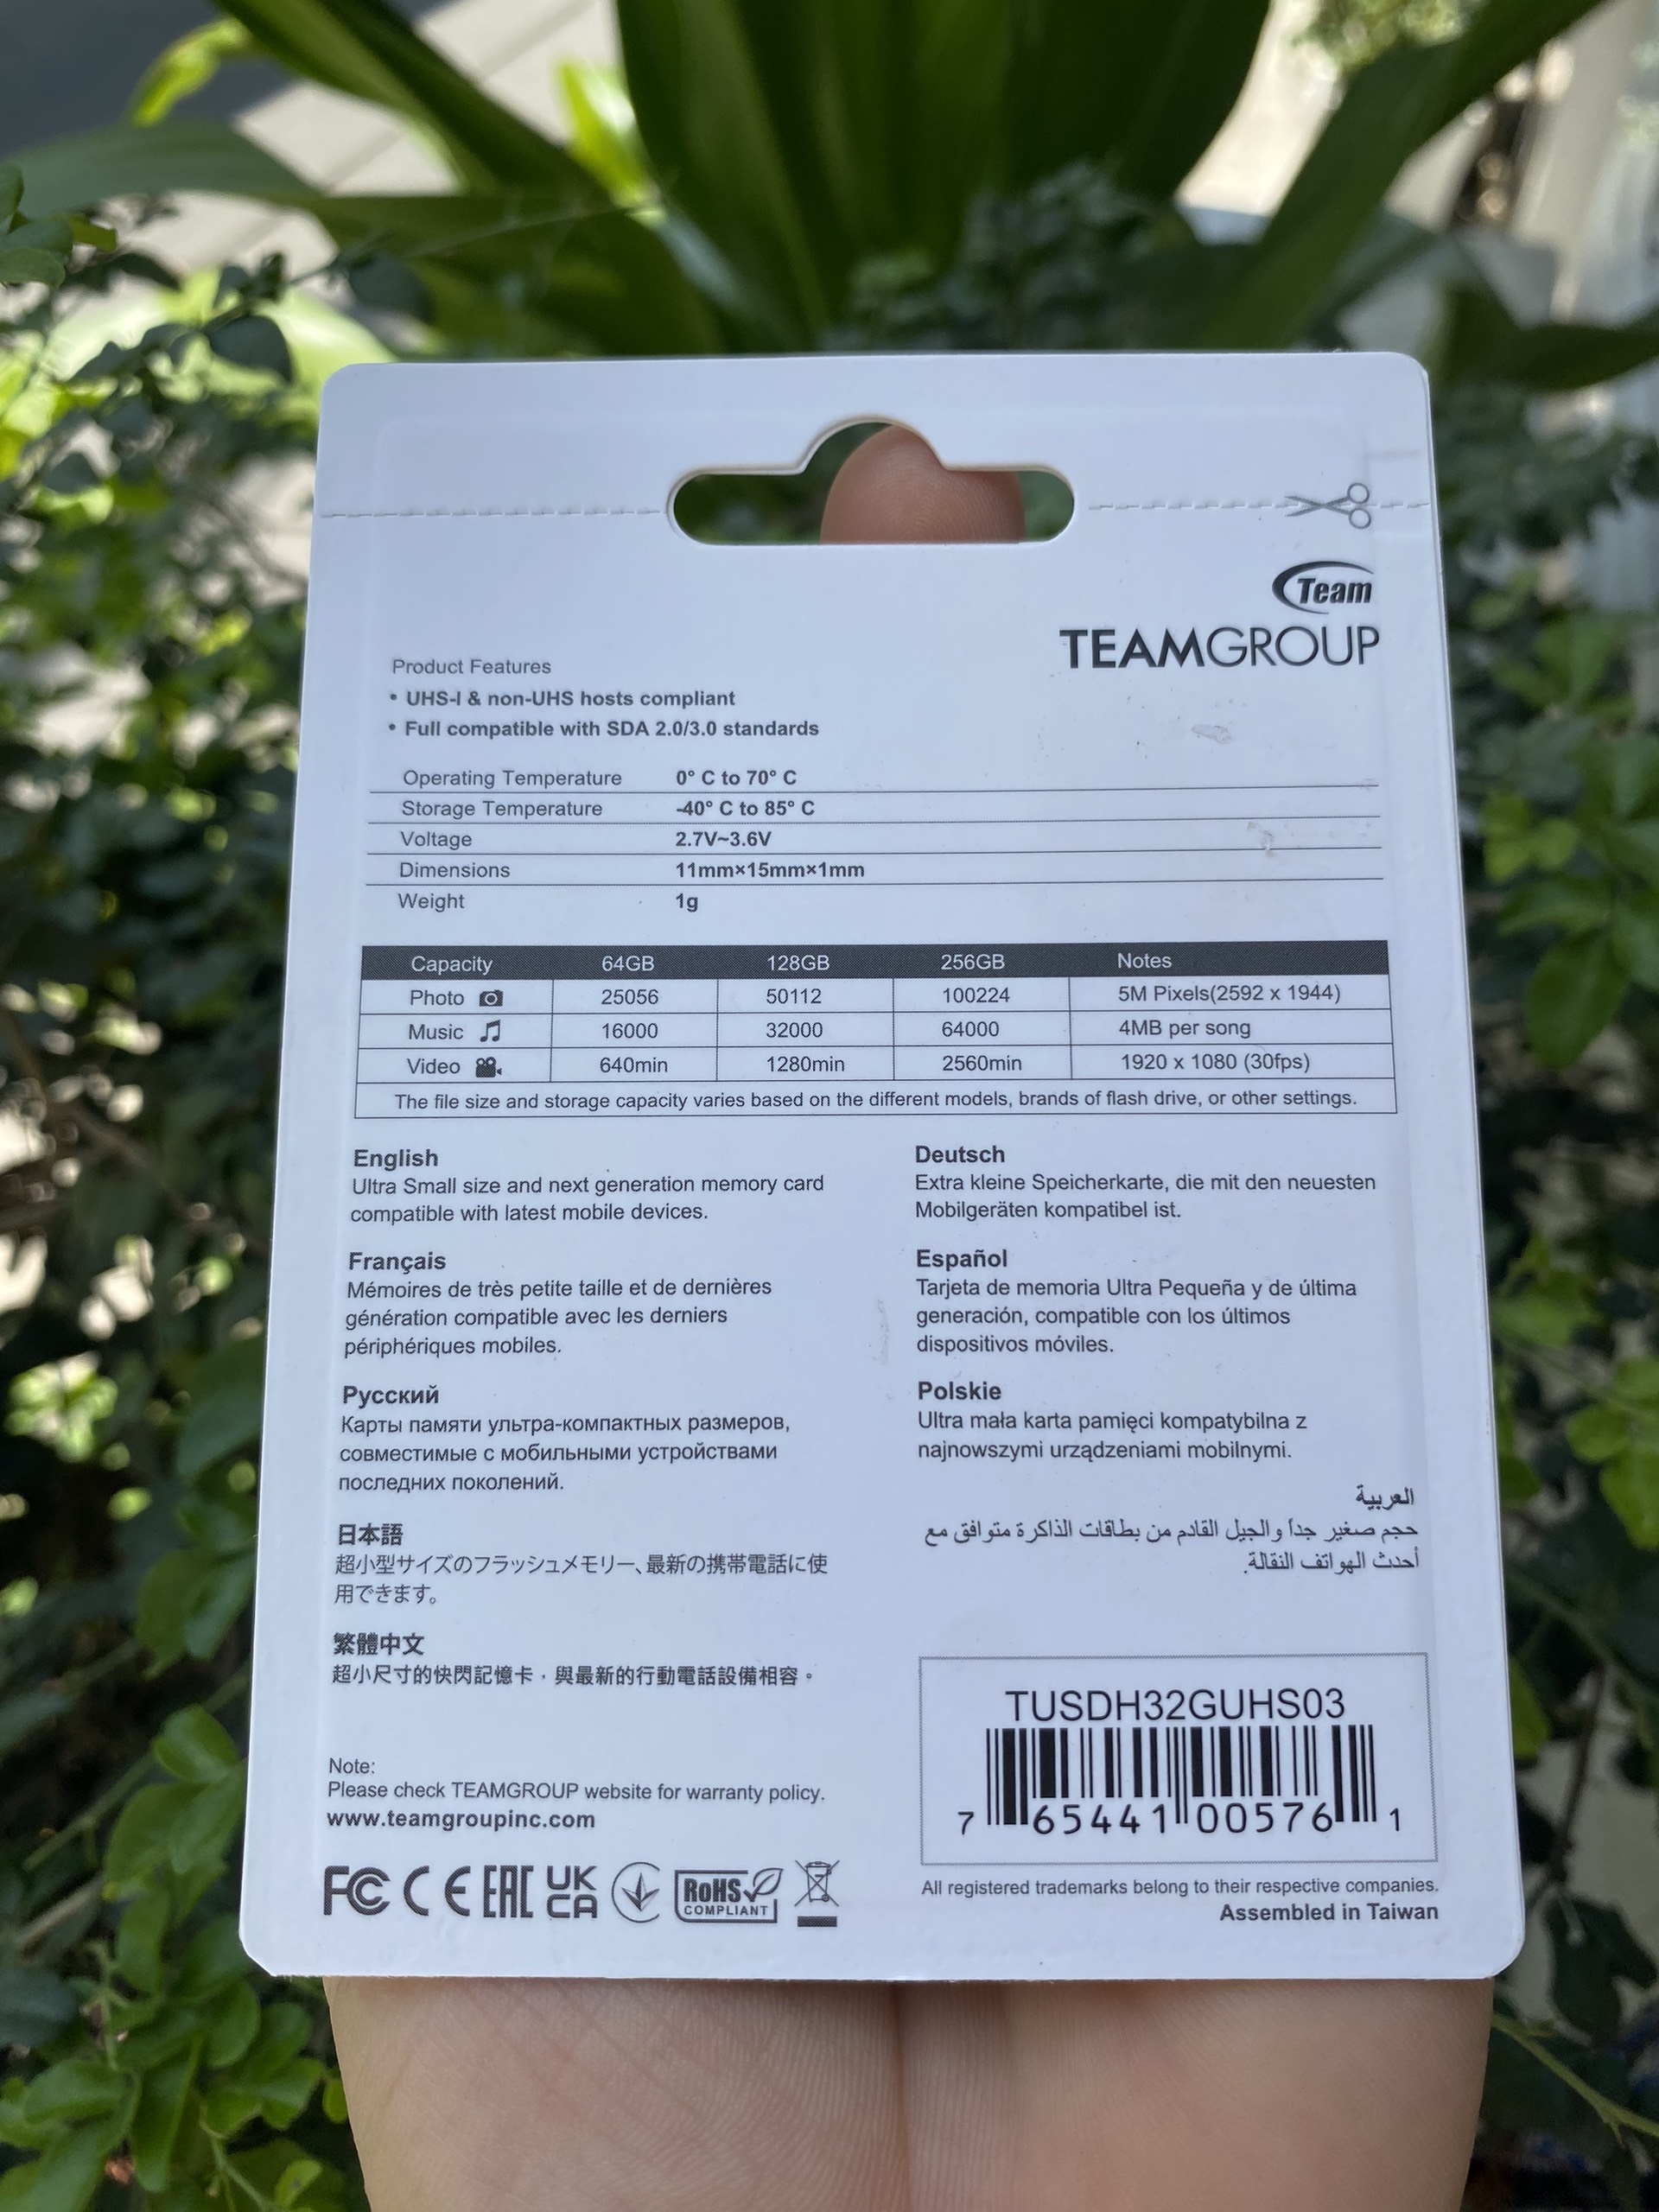 Team
TEAMGROUP
Product Features
• UHS-I & non-UHS hosts compliant
• Full compatible with SDA 2.0/3.0 standards
Operating Temperature 0° C to 70° C
Storage Temperature -40° C to 85° C
Voltage 2.7V~3.6V
Dimensions 11mm×15mm×1mm
Weight 1g
Capacity 64GB 128GB 256GB Notes
Photo 25056 50112 100224 5M Pixels(2592 x 1944)
Music 16000 32000 64000 4MB per song
Video 640min 1280min 2560min 1920 x 1080 (30fps)
The file size and storage capacity varies based on the different models, brands of flash drive, or other settings.
English
Ultra Small size and next generation memory card
compatible with latest mobile devices.
Français
Mémoires de très petite taille et de dernières
génération compatible avec les derniers
périphériques mobiles.
Русский
Карты памяти ультра-компактных размеров,
совместимые с мобильными устройствами
последних поколений.
日本語
超小型サイズのフラッシュメモリー、最新の携帯電話に使
用できます。
繁體中文
超小尺寸的快閃記憶卡，與最新的行動電話設備相容。
Deutsch
Extra kleine Speicherkarte, die mit den neuesten
Mobilgeräten kompatibel ist.
Español
Tarjeta de memoria Ultra Pequeña y de última
generación, compatible con los últimos
dispositivos móviles.
Polskie
Ultra mała karta pamięci kompatybilna z
najnowszymi urządzeniami mobilnymi.
العربية
حجم صغير جداً والجيل القادم من بطاقات الذاكرة متوافق مع
أحدث الهواتف النقالة.
Note:
Please check TEAMGROUP website for warranty policy.
www.teamgroupinc.com
FC CE EAC UK
CA
RoHS
COMPLIANT
TUSDH32GUHS03
7 65441 00576 1
All registered trademarks belong to their respective companies.
Assembled in Taiwan